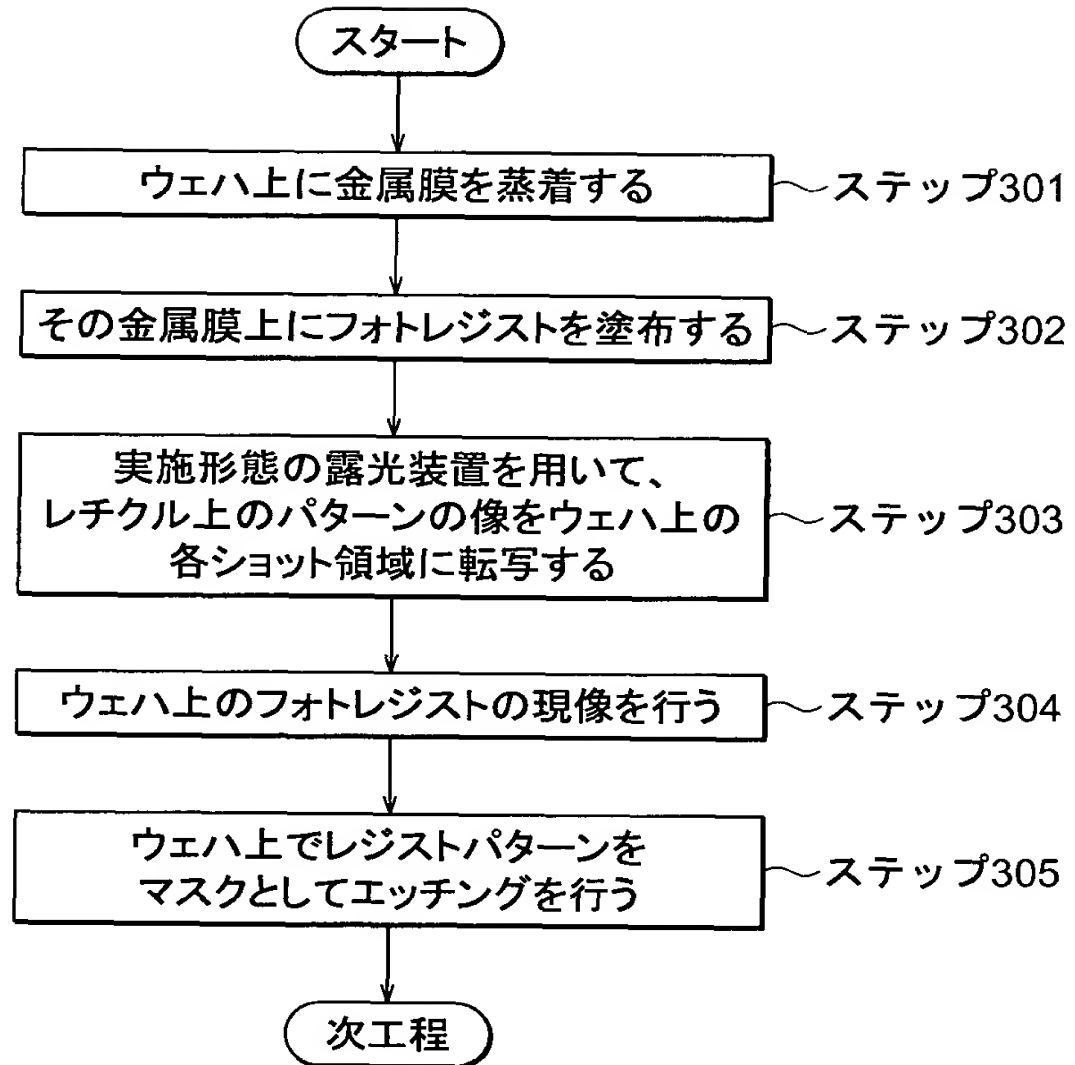 スタート
ウェハ上に金属膜を蒸着する
ステップ301
その金属膜上にフォトレジストを塗布する
ステップ302
実施形態の露光装置を用いて、
レチクル上のパターンの像をウェハ上の
各ショット領域に転写する
ステップ303
ウェハ上のフォトレジストの現像を行う
ステップ304
ウェハ上でレジストパターンを
マスクとしてエッチングを行う
ステップ305
次工程